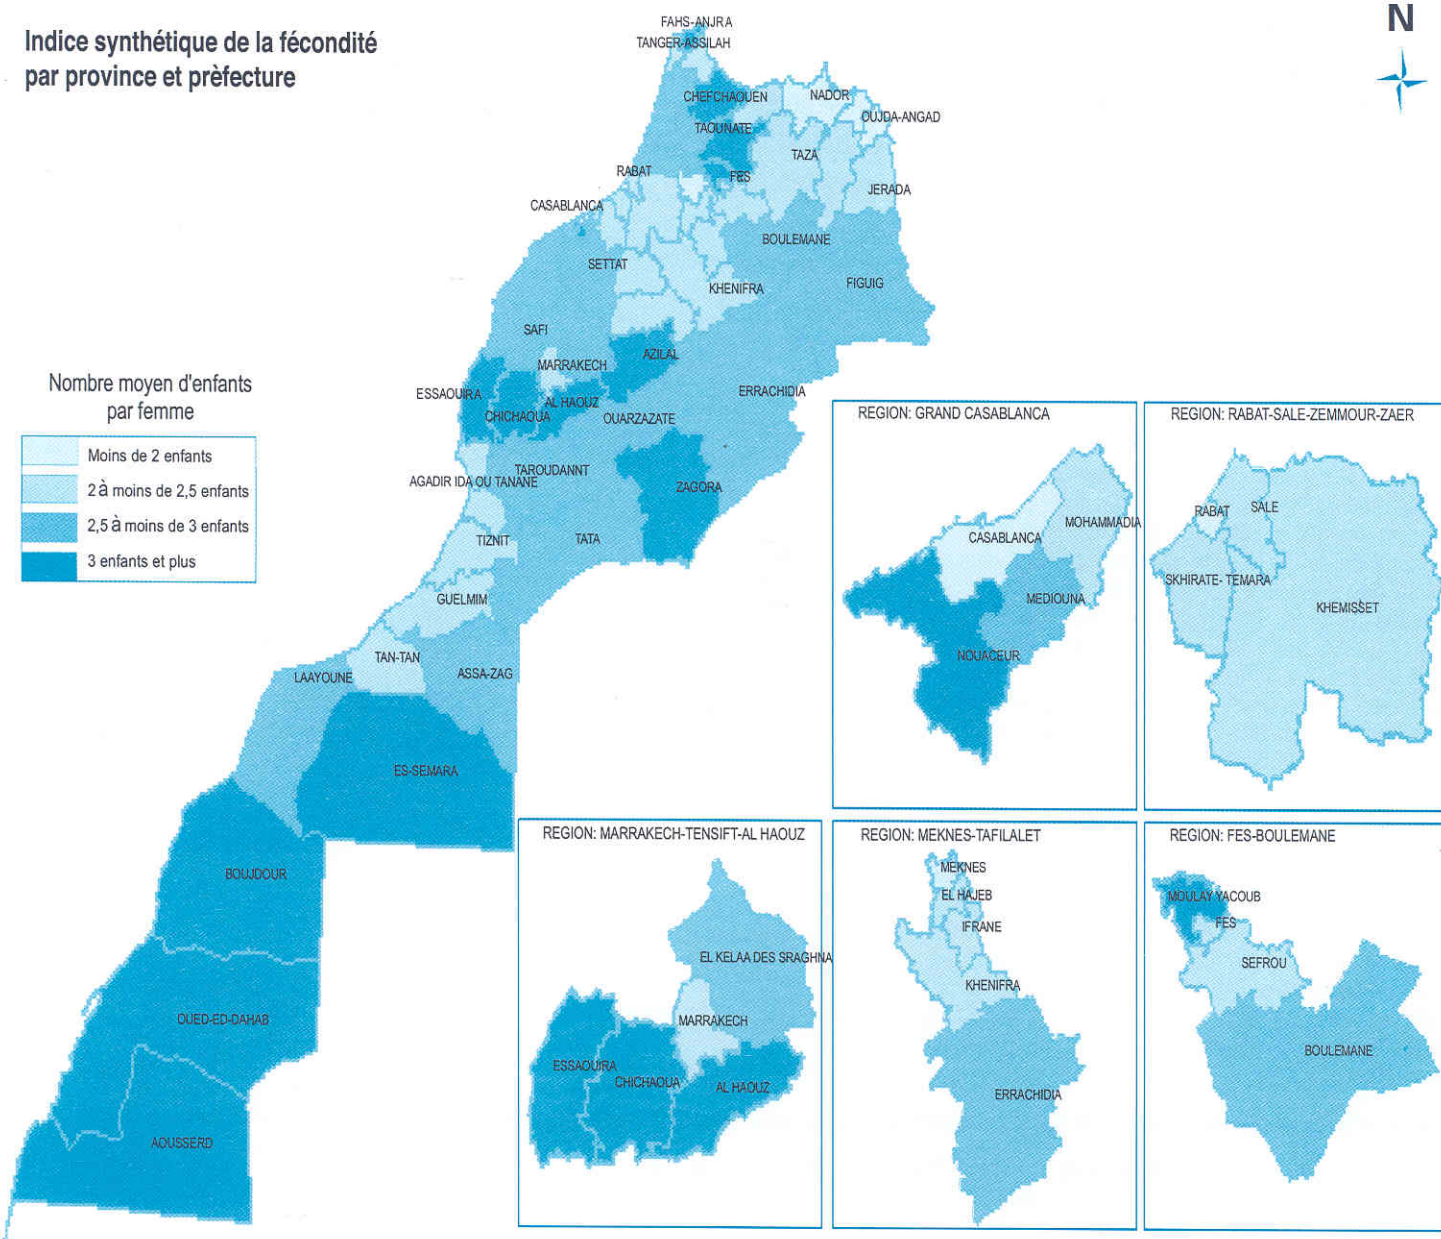 Indice synthétique de la fécondité
par province et prèfecture
N
FAHS-ANJRA
TANGER-ASSILAH
CHEFCHAOUEN
NADOR
OUJDA-ANGAD
TAOUNATE
TAZA
RABAT
FES
JERADA
CASABLANCA
BOULEMANE
SETTAT
KHENIFRA
FIGUIG
SAFI
MARRAKECH
AZILAL
ESSAOUIRA
CHICHAOUA
AL HAOUZ
OUARZAZATE
ERRACHIDIA
TAROUDANNT
AGADIR IDA OU TANANE
ZAGORA
TIZNIT
TATA
GUELMIM
TAN-TAN
LAAYOUNE
ASSA-ZAG
ES-SEMARA
BOUJDOUR
OUED-ED-DAHAB
AOUSSERD
Nombre moyen d'enfants
par femme
Moins de 2 enfants
2 à moins de 2,5 enfants
2,5 à moins de 3 enfants
3 enfants et plus
REGION: GRAND CASABLANCA
CASABLANCA
MOHAMMADIA
MEDIOUNA
NOUACEUR
REGION: RABAT-SALE-ZEMMOUR-ZAER
RABAT
SALE
SKHIRATE- TEMARA
KHEMISSET
REGION: MARRAKECH-TENSIFT-AL HAOUZ
EL KELAA DES SRAGHNA
MARRAKECH
ESSAOUIRA
CHICHAOUA
AL HAOUZ
REGION: MEKNES-TAFILALET
MEKNES
EL HAJEB
IFRANE
KHENIFRA
ERRACHIDIA
REGION: FES-BOULEMANE
MOULAY YACOUB
FES
SEFROU
BOULEMANE